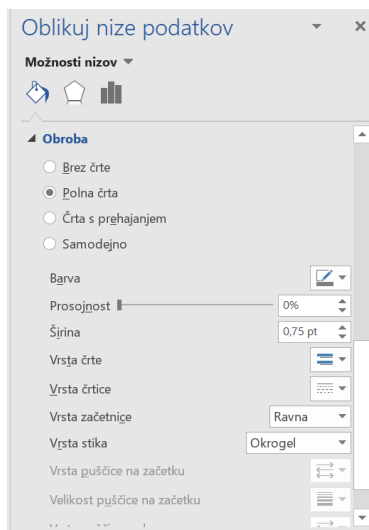 Oblikuj nize podatkov
Možnosti nizov
Obroba
Brez črte
Polna črta
Črta s prehajanjem
Samodejno
Barva
Prosojnost 0%
Širina 0,75 pt
Vrsta črte
Vrsta črtice
Vrsta začetnice Ravna
Vrsta stika Okrogel
Vrsta puščice na začetku
Velikost puščice na začetku